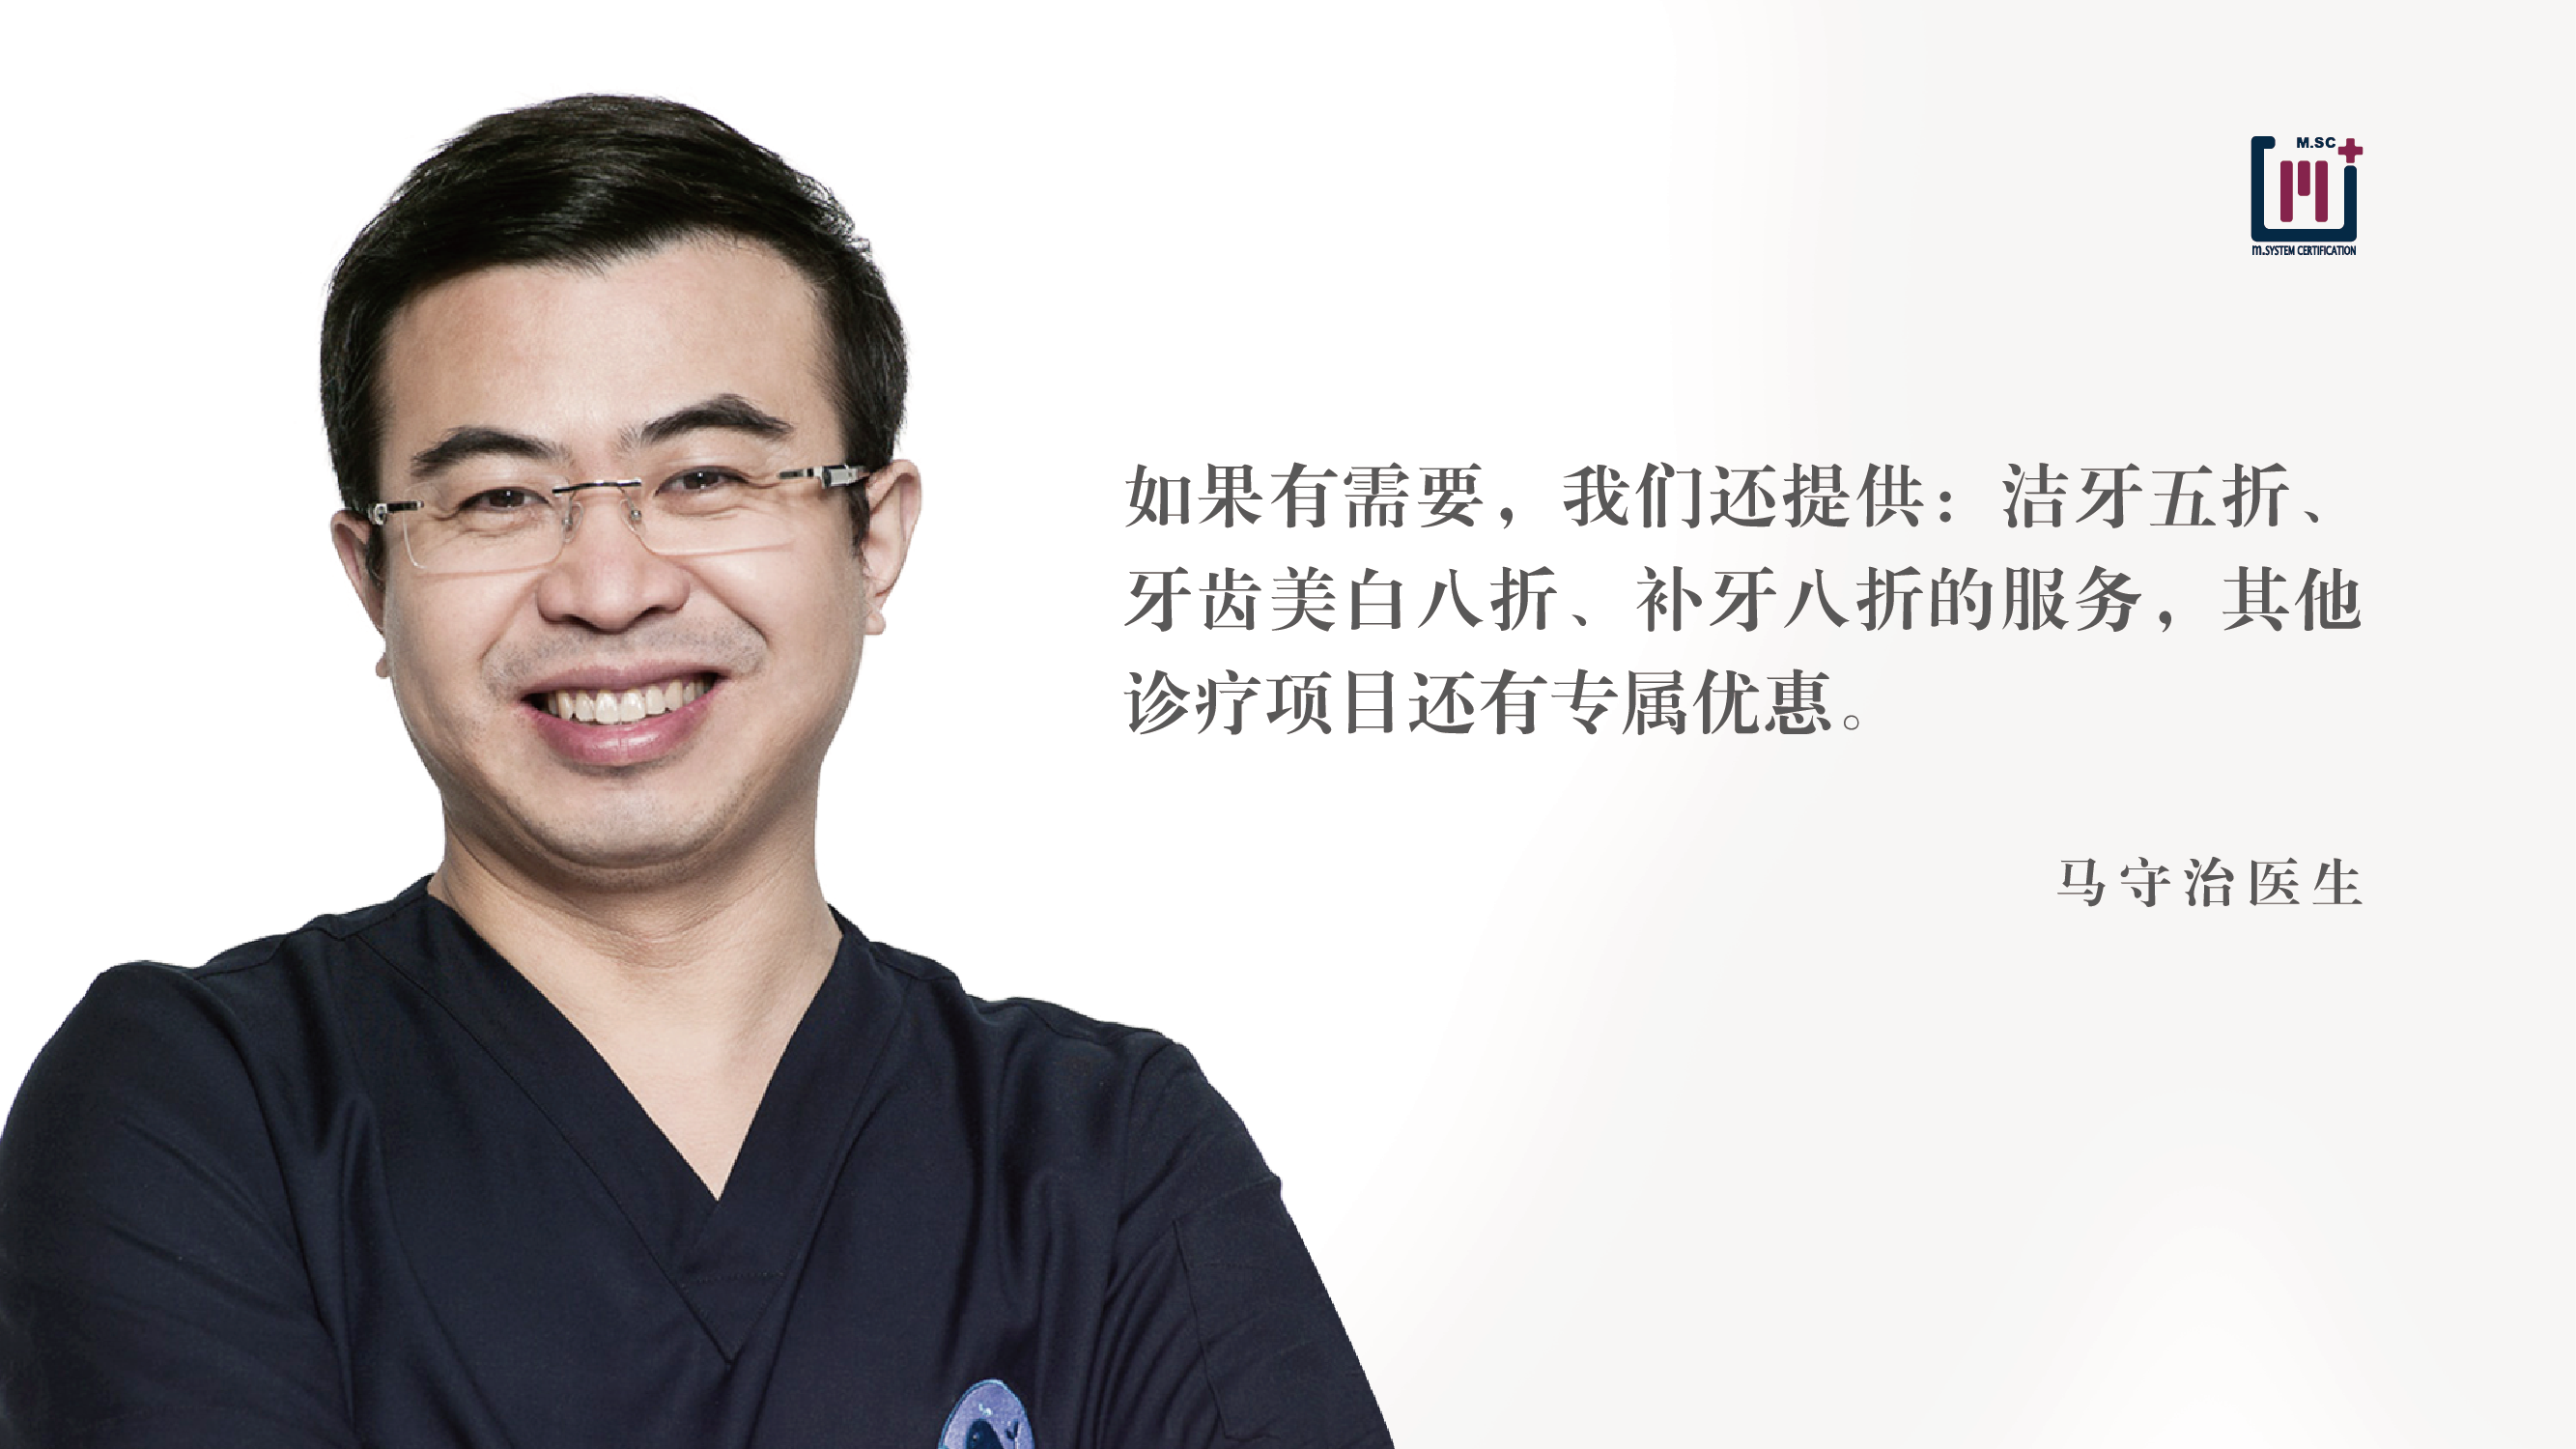 M.SC
m.SYSTEM CERTIFICATION
如果有需要，我们还提供：洁牙五折、
牙齿美白八折、补牙八折的服务，其他
诊疗项目还有专属优惠。
马守治医生